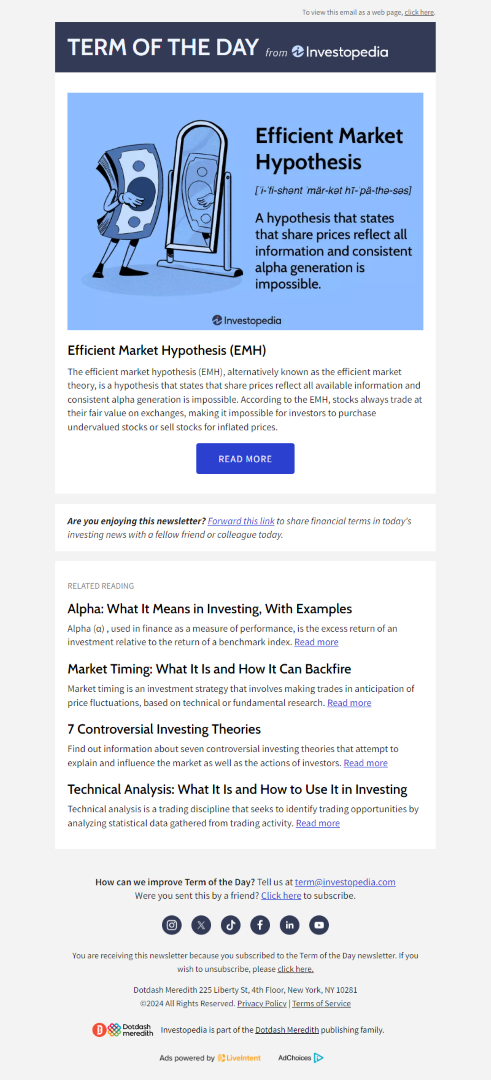 To view this email as a web page, click here.
TERM OF THE DAY from Investopedia
Efficient Market
Hypothesis
[ˈi-ˈfi-shənt ˈmär-kət hī-ˈpä-thə-səs]
A hypothesis that states
that share prices reflect all
information and consistent
alpha generation is
impossible.
Investopedia
Efficient Market Hypothesis (EMH)
The efficient market hypothesis (EMH), alternatively known as the efficient market
theory, is a hypothesis that states that share prices reflect all available information and
consistent alpha generation is impossible. According to the EMH, stocks always trade at
their fair value on exchanges, making it impossible for investors to purchase
undervalued stocks or sell stocks for inflated prices.
READ MORE
Are you enjoying this newsletter? Forward this link to share financial terms in today's
investing news with a fellow friend or colleague today.
RELATED READING
Alpha: What It Means in Investing, With Examples
Alpha (α) , used in finance as a measure of performance, is the excess return of an
investment relative to the return of a benchmark index. Read more
Market Timing: What It Is and How It Can Backfire
Market timing is an investment strategy that involves making trades in anticipation of
price fluctuations, based on technical or fundamental research. Read more
7 Controversial Investing Theories
Find out information about seven controversial investing theories that attempt to
explain and influence the market as well as the actions of investors. Read more
Technical Analysis: What It Is and How to Use It in Investing
Technical analysis is a trading discipline that seeks to identify trading opportunities by
analyzing statistical data gathered from trading activity. Read more
How can we improve Term of the Day? Tell us at term@investopedia.com
Were you sent this by a friend? Click here to subscribe.
You are receiving this newsletter because you subscribed to the Term of the Day newsletter. If you
wish to unsubscribe, please click here.
Dotdash Meredith 225 Liberty St, 4th Floor, New York, NY 10281
©2024 All Rights Reserved. Privacy Policy | Terms of Service
Dotdash
meredith
Investopedia is part of the Dotdash Meredith publishing family.
Ads powered by LiveIntent AdChoices